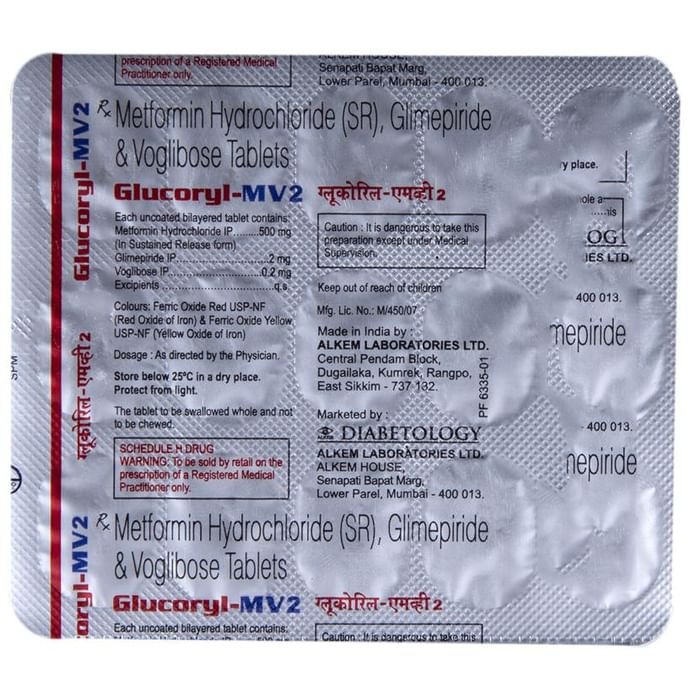 prescription of a Registered Medical
Practitioner only.
ALKEM HOUSE,
Senapati Bapat Marg,
Lower Parel, Mumbai - 400 013.
Glucoryl-MV2
Rx Metformin Hydrochloride (SR), Glimepiride
& Voglibose Tablets
Glucoryl-MV2 ग्लूकोरिल-एमव्ही 2
Each uncoated bilayered tablet contains:
Metformin Hydrochloride IP........500 mg
(In Sustained Release form)
Glimepiride IP..............................2 mg
Voglibose IP..............................0.2 mg
Excipients.....................................q.s.
Colours: Ferric Oxide Red USP-NF
(Red Oxide of Iron) & Ferric Oxide Yellow
USP-NF (Yellow Oxide of Iron)
Dosage : As directed by the Physician.
Store below 25°C in a dry place.
Protect from light.
The tablet to be swallowed whole and not
to be chewed.
SCHEDULE H DRUG
WARNING: To be sold by retail on the
prescription of a Registered Medical
Practitioner only.
Caution : It is dangerous to take this
preparation except under Medical
Supervision.
Keep out of reach of children
Mfg. Lic. No.: M/450/07
Made in India by :
ALKEM LABORATORIES LTD.
Central Pendam Block,
Dugailaka, Kumrek, Rangpo,
East Sikkim - 737 132.
PF 6335-01
Marketed by :
ALKEM DIABETOLOGY
ALKEM LABORATORIES LTD.
ALKEM HOUSE,
Senapati Bapat Marg,
Lower Parel, Mumbai - 400 013.
ग्लूकोरिल-एमव्ही 2
SPM
ry place.
OGI
IES LTD.
400 013.
mepiride
- 400 013.
nepiride
Rx Metformin Hydrochloride (SR), Glimepiride
& Voglibose Tablets
Glucoryl-MV2 ग्लूकोरिल-एमव्ही 2
oryl-MV2
Each uncoated bilayered tablet contains:
Caution : It is dangerous to take this